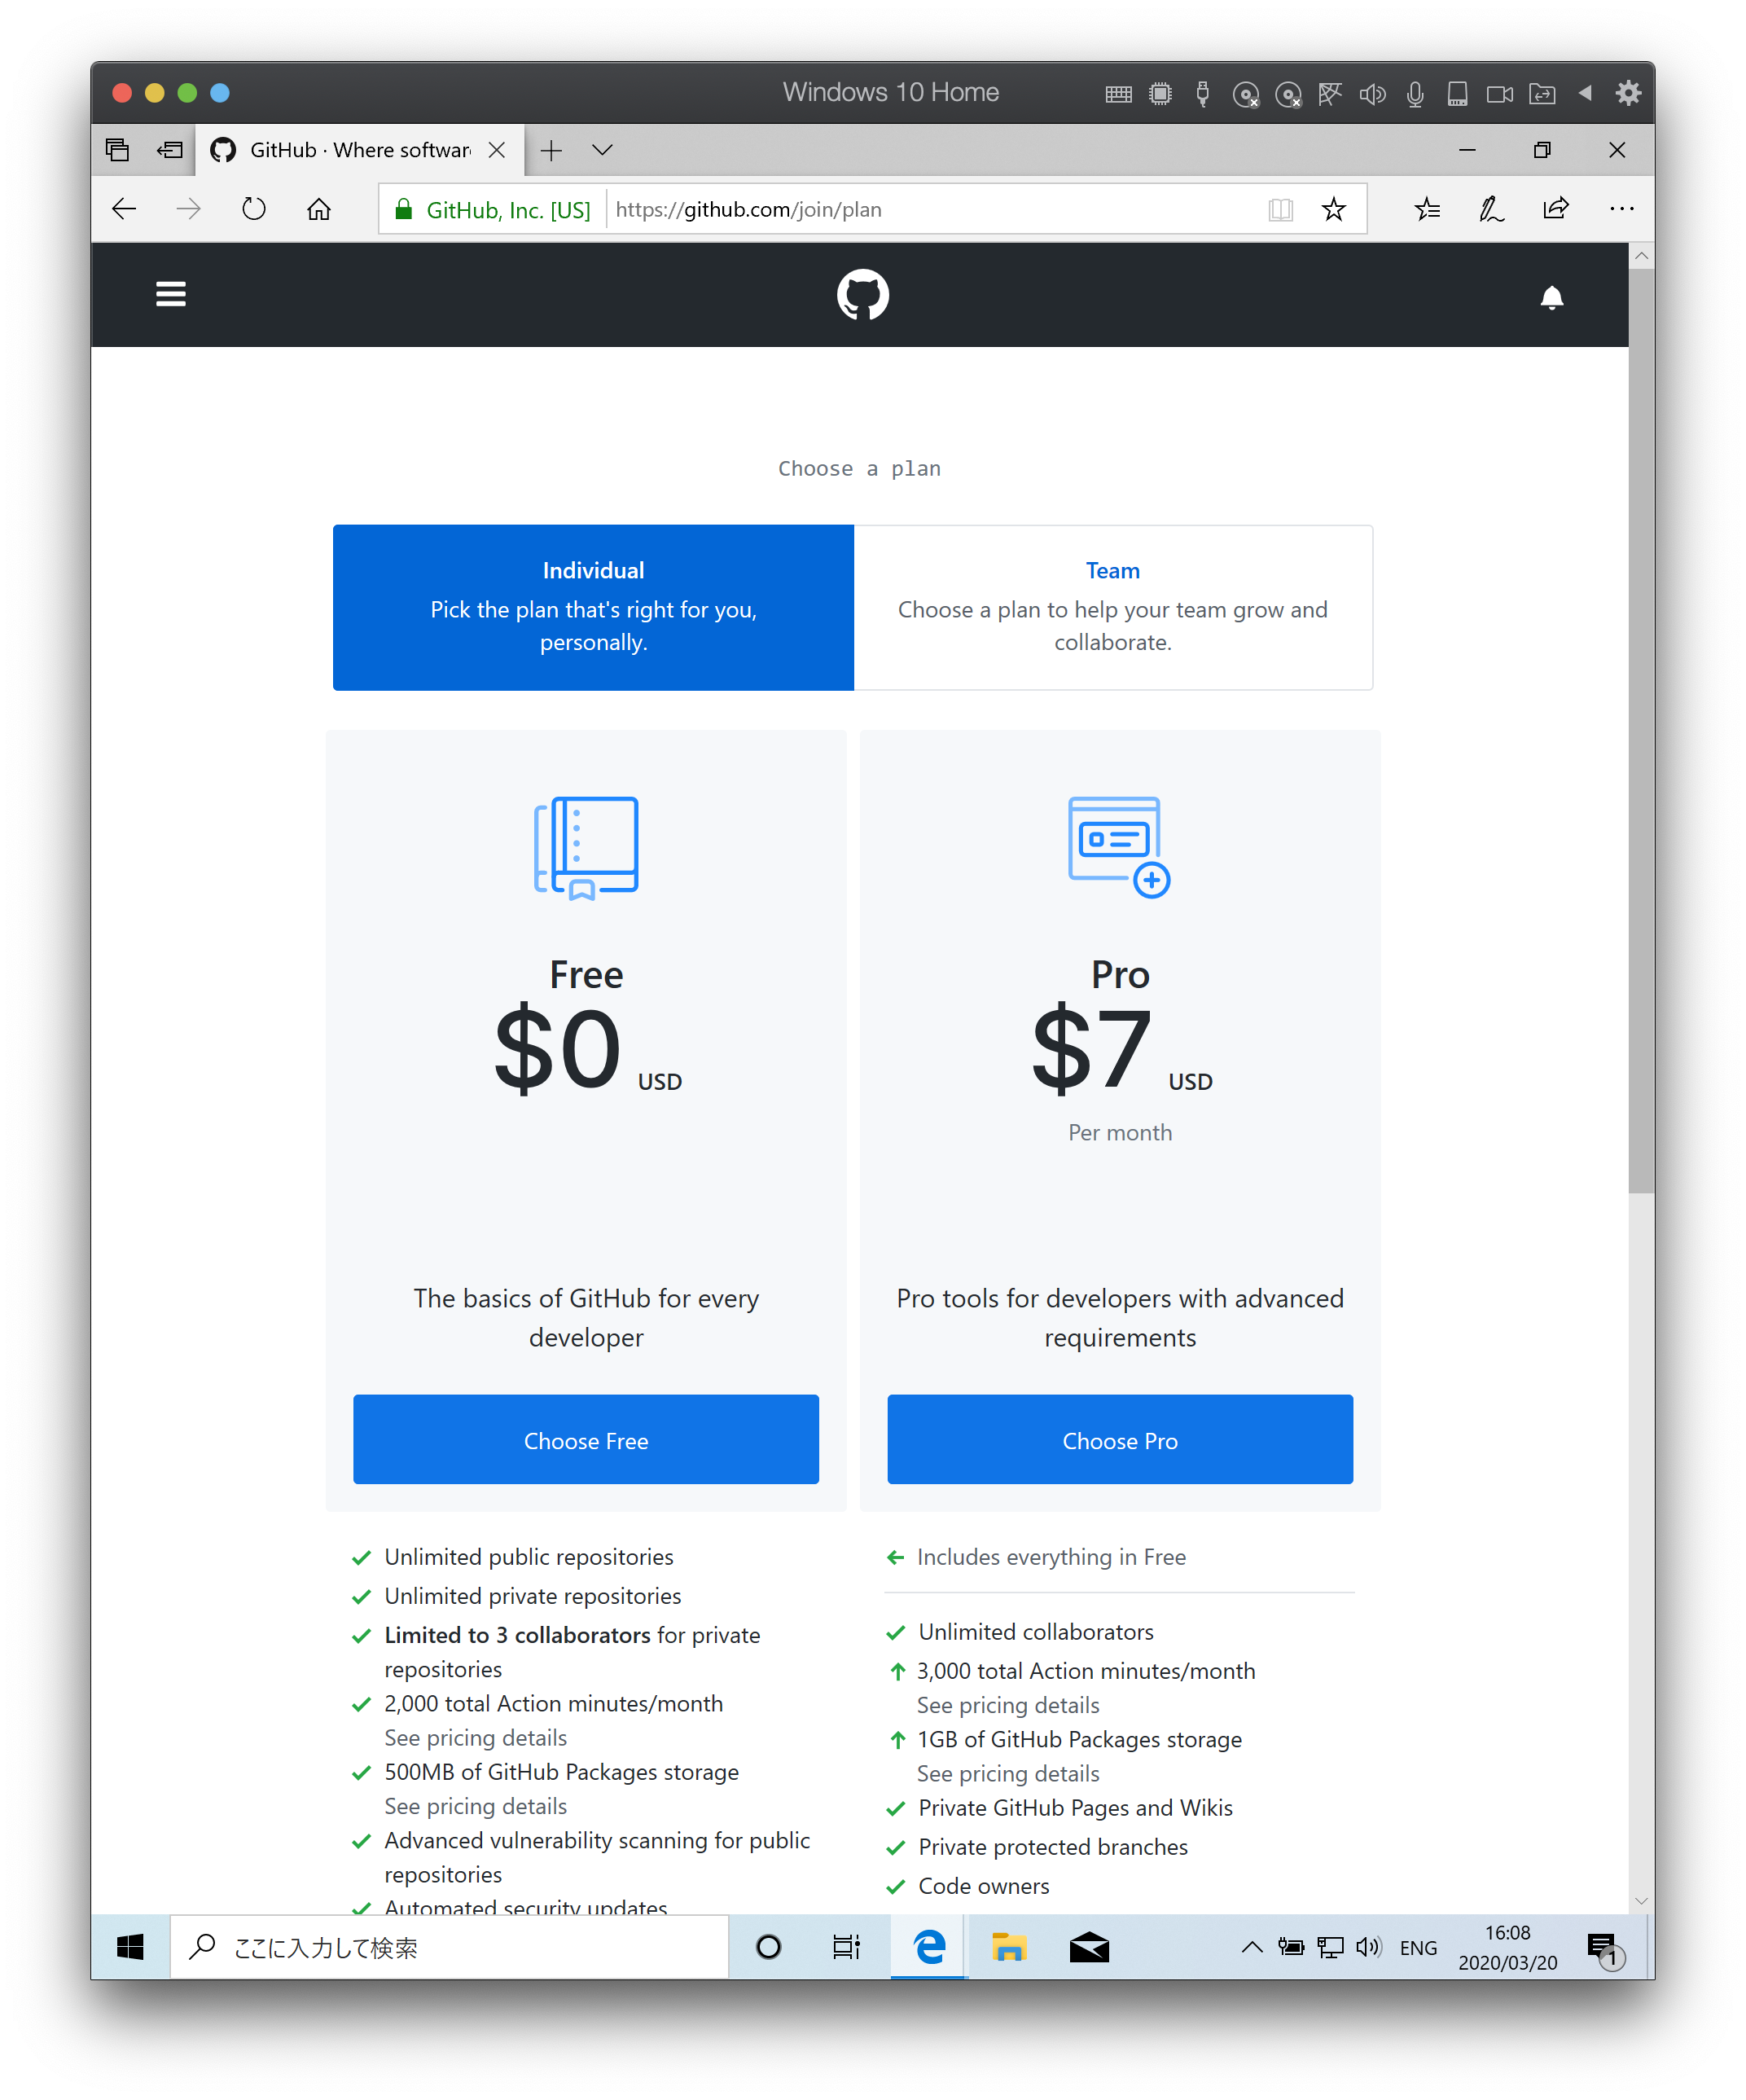 Windows 10 Home
GitHub · Where softwar
GitHub, Inc. [US] https://github.com/join/plan
Choose a plan
Individual
Pick the plan that's right for you,
personally.
Team
Choose a plan to help your team grow and
collaborate.
Free
$0 USD
The basics of GitHub for every
developer
Choose Free
Unlimited public repositories
Unlimited private repositories
Limited to 3 collaborators for private
repositories
2,000 total Action minutes/month
See pricing details
500MB of GitHub Packages storage
See pricing details
Advanced vulnerability scanning for public
repositories
Automated security updates
Pro
$7 USD
Per month
Pro tools for developers with advanced
requirements
Choose Pro
Includes everything in Free
Unlimited collaborators
3,000 total Action minutes/month
See pricing details
1GB of GitHub Packages storage
See pricing details
Private GitHub Pages and Wikis
Private protected branches
Code owners
ここに入力して検索
ENG
16:08
2020/03/20
1